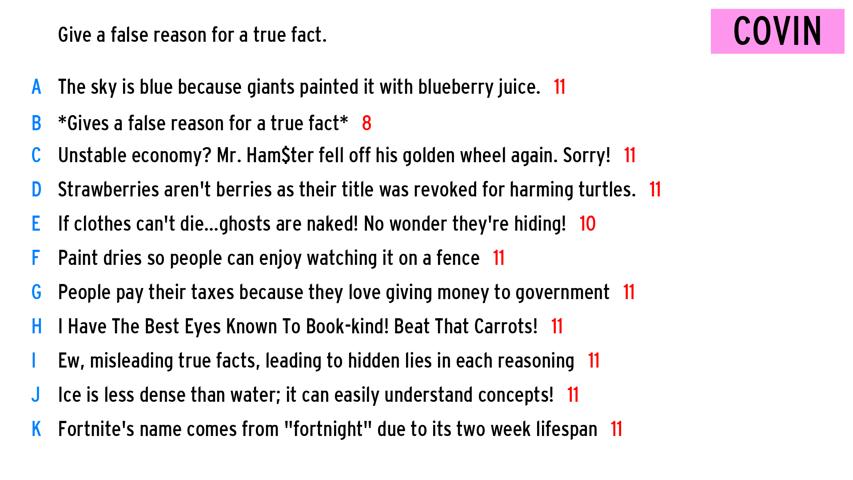 Give a false reason for a true fact.
COVIN
A The sky is blue because giants painted it with blueberry juice. 11
B *Gives a false reason for a true fact* 8
C Unstable economy? Mr. Ham$ter fell off his golden wheel again. Sorry! 11
D Strawberries aren't berries as their title was revoked for harming turtles. 11
E If clothes can't die...ghosts are naked! No wonder they're hiding! 10
F Paint dries so people can enjoy watching it on a fence 11
G People pay their taxes because they love giving money to government 11
H I Have The Best Eyes Known To Book-kind! Beat That Carrots! 11
I Ew, misleading true facts, leading to hidden lies in each reasoning 11
J Ice is less dense than water; it can easily understand concepts! 11
K Fortnite's name comes from "fortnight" due to its two week lifespan 11